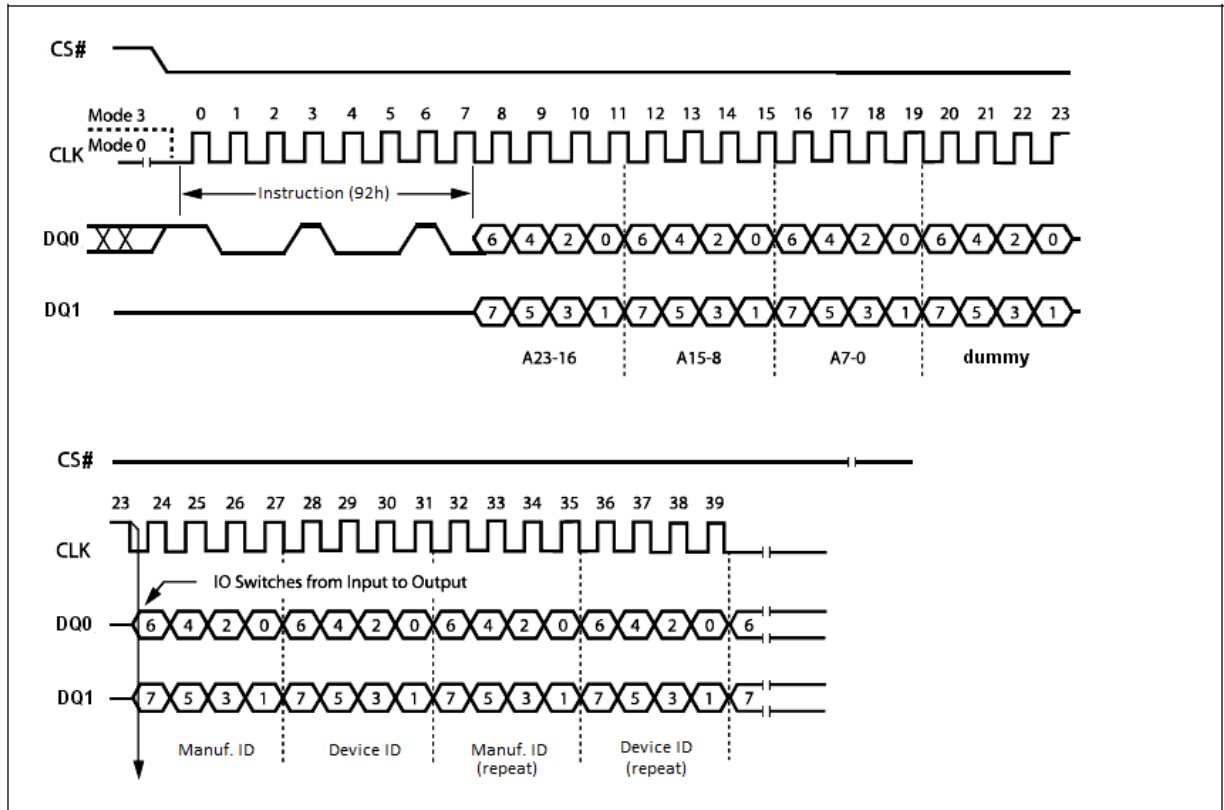 CS#
Mode 3
0 1 2 3 4 5 6 7 8 9 10 11 12 13 14 15 16 17 18 19 20 21 22 23
Mode 0
CLK
Instruction (92h)
DQ0 6 4 2 0 6 4 2 0 6 4 2 0 6 4 2 0
DQ1 7 5 3 1 7 5 3 1 7 5 3 1 7 5 3 1
A23-16 A15-8 A7-0 dummy
CS#
23 24 25 26 27 28 29 30 31 32 33 34 35 36 37 38 39
CLK
IO Switches from Input to Output
DQ0 6 4 2 0 6 4 2 0 6 4 2 0 6 4 2 0 6
DQ1 7 5 3 1 7 5 3 1 7 5 3 1 7 5 3 1 7
Manuf. ID Device ID Manuf. ID Device ID
(repeat) (repeat)